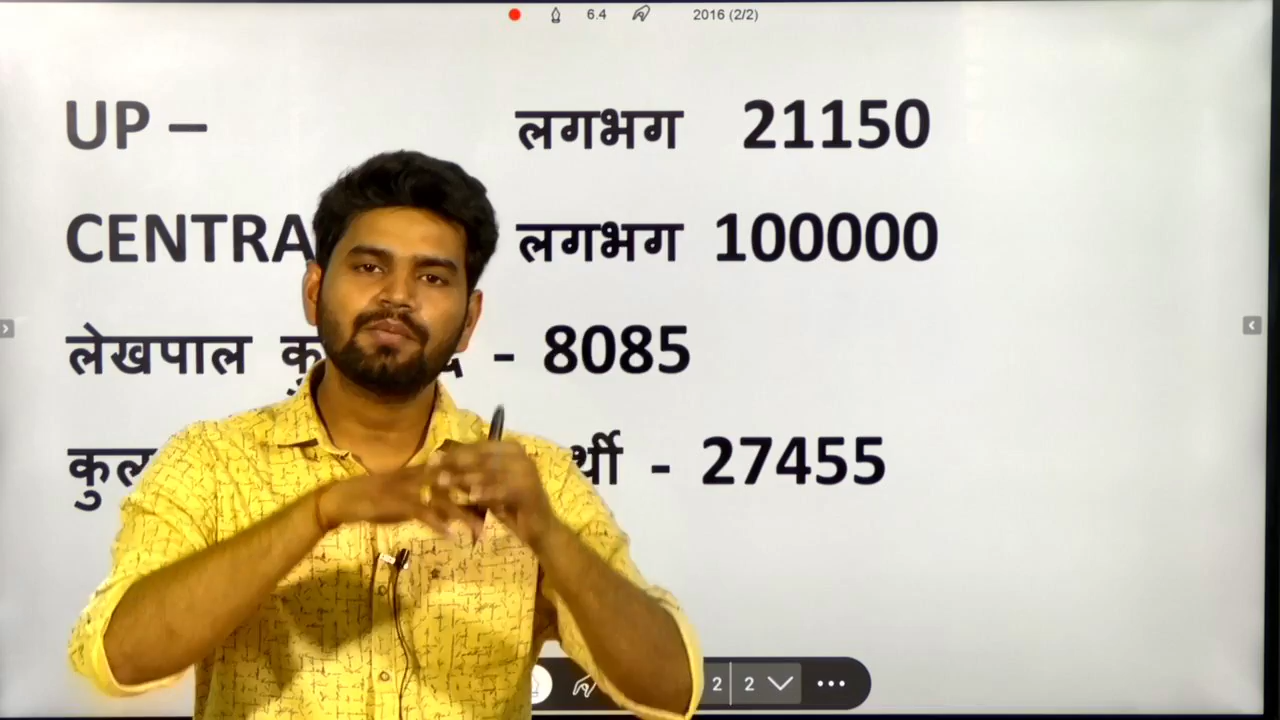 6.4 2016 (2/2)
UP – लगभग 21150
CENTRA लगभग 100000
लेखपाल - 8085
कुल - 27455
2 2